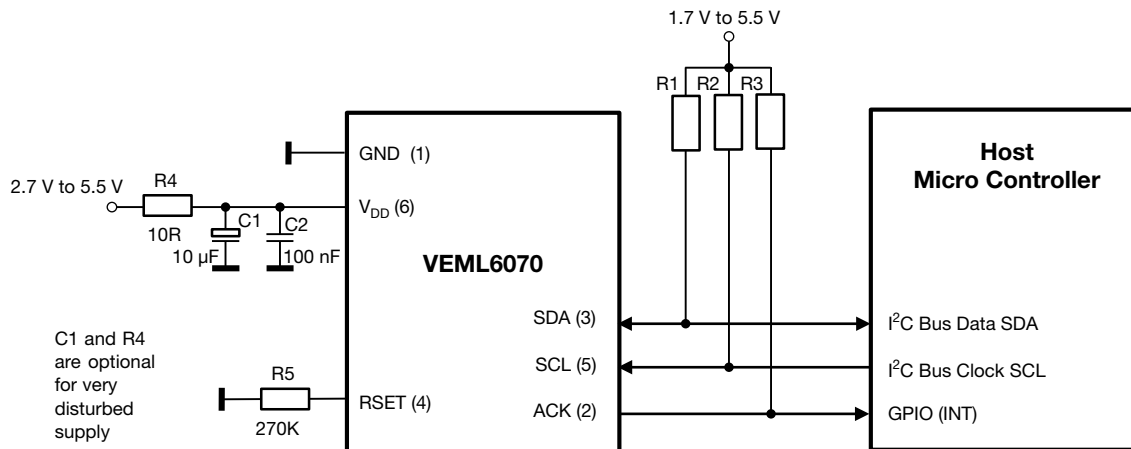 1.7 V to 5.5 V
R1 R2 R3
GND (1)
Host
Micro Controller
2.7 V to 5.5 V
R4
10R
C1
10 µF
C2
100 nF
V_DD (6)
VEML6070
SDA (3)
I²C Bus Data SDA
C1 and R4
are optional
for very
disturbed
supply
SCL (5)
I²C Bus Clock SCL
R5
270K
RSET (4)
ACK (2)
GPIO (INT)